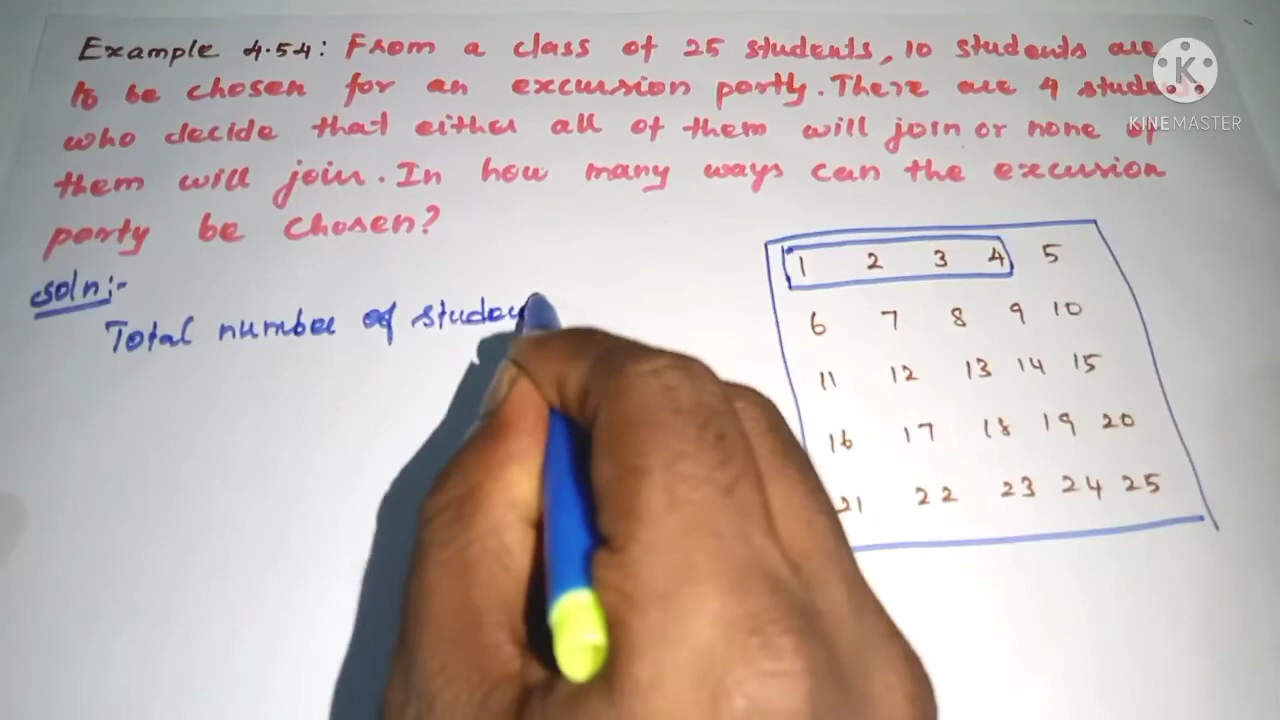 Example 4.54: From a class of 25 students, 10 students are
to be chosen for an excursion party. There are 4
who decide that either all of them will join or none of
them will join. In how many ways can the excusion
party be chosen?
Soln:-
Total number of studen
1 2 3 4 5
6 7 8 9 10
11 12 13 14 15
16 17 18 19 20
21 22 23 24 25
K
KINEMASTER